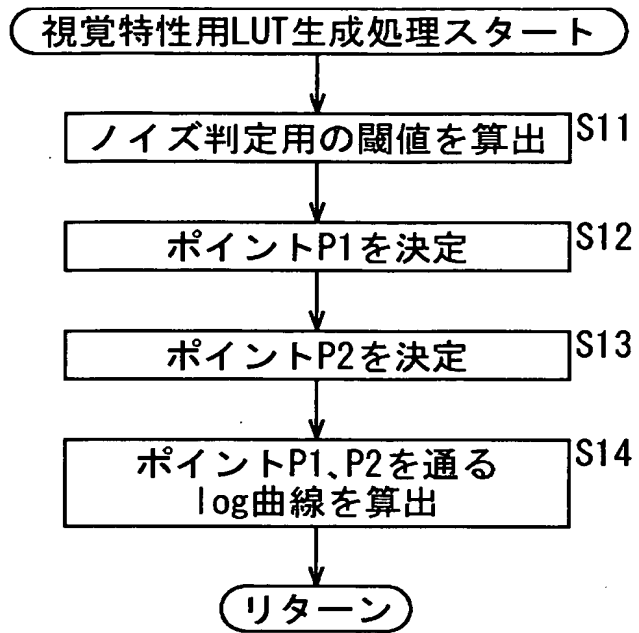 視覚特性用LUT生成処理スタート
ノイズ判定用の閾値を算出
S11
ポイントP1を決定
S12
ポイントP2を決定
S13
ポイントP1、P2を通る
log曲線を算出
S14
リターン